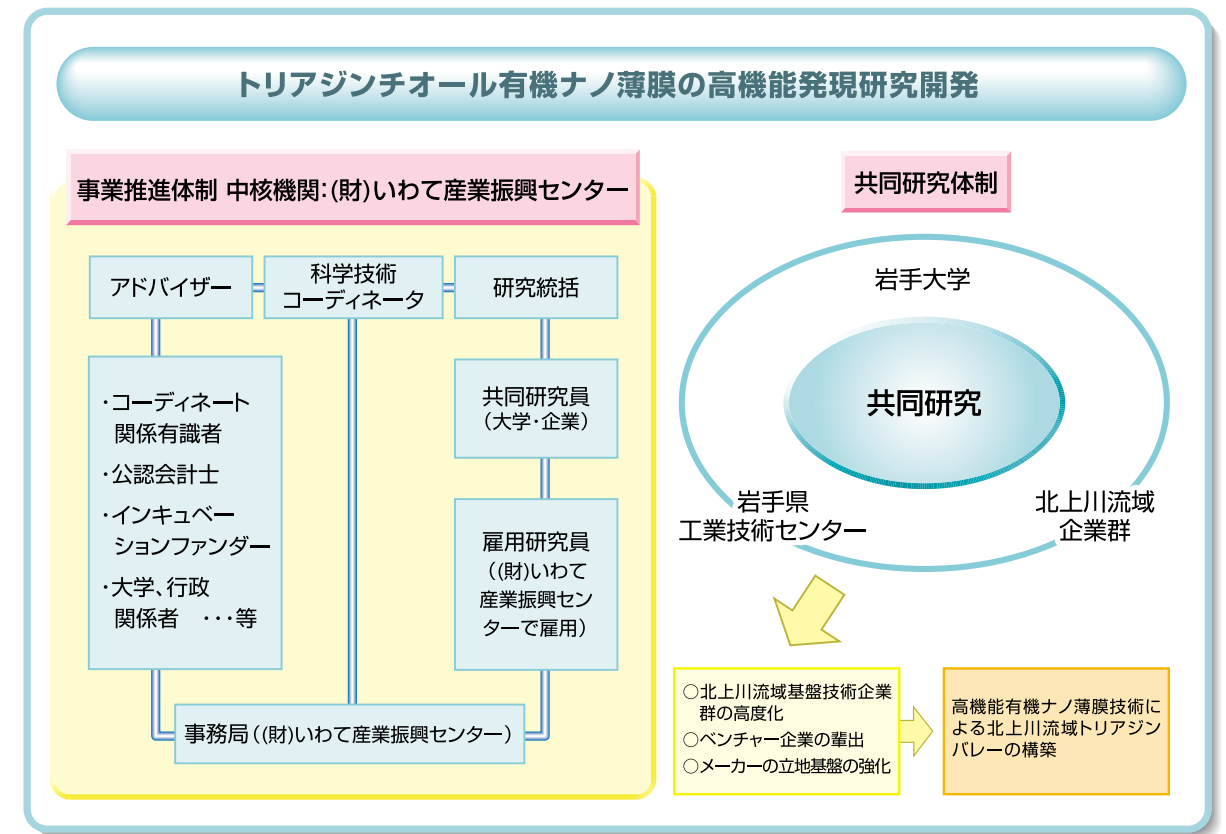 トリアジンチオール有機ナノ薄膜の高機能発現研究開発
事業推進体制 中核機関:(財)いわて産業振興センター
アドバイザー
科学技術
コーディネータ
研究統括
・コーディネート
関係有識者
・公認会計士
・インキュベー
ションファンダー
・大学、行政
関係者 ・・・等
共同研究員
(大学・企業)
雇用研究員
((財)いわて
産業振興セン
ターで雇用)
事務局((財)いわて産業振興センター)
共同研究体制
岩手大学
共同研究
岩手県
工業技術センター
北上川流域
企業群
○北上川流域基盤技術企業
群の高度化
○ベンチャー企業の輩出
○メーカーの立地基盤の強化
高機能有機ナノ薄膜技術に
よる北上川流域トリアジン
バレーの構築